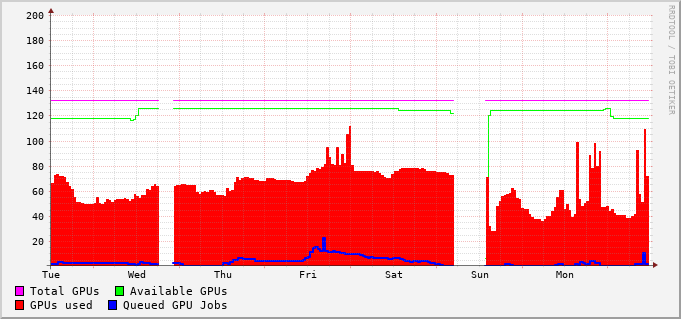 200
180
160
140
120
100
80
60
40
20
Tue Wed Thu Fri Sat Sun Mon
Total GPUs Available GPUs
GPUs used Queued GPU Jobs
RRDTOOL / TOBI OETIKER